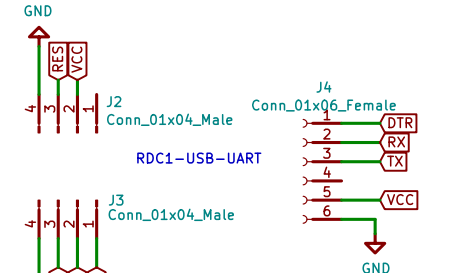 GND
RES
VCC
4
3
2
1
J2
Conn_01x04_Male
RDC1-USB-UART
J3
Conn_01x04_Male
4
3
2
1
J4
Conn_01x06_Female
1
DTR
2
RX
3
TX
4
5
VCC
6
GND